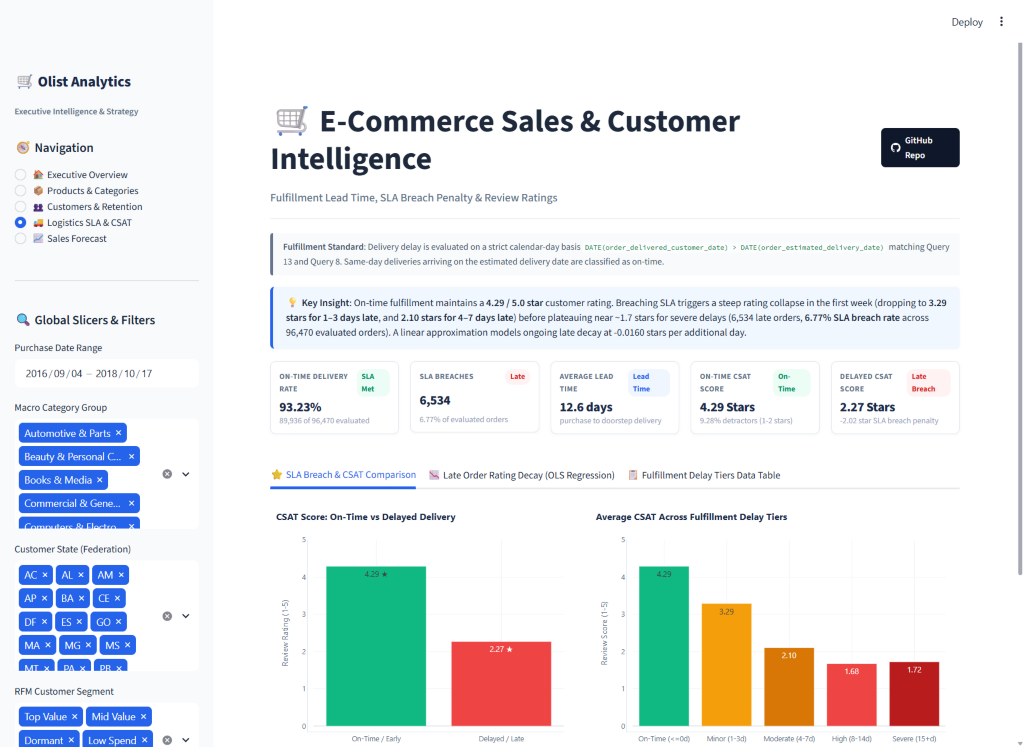 Deploy
Olist Analytics
Executive Intelligence & Strategy
Navigation
Executive Overview
Products & Categories
Customers & Retention
Logistics SLA & CSAT
Sales Forecast
Global Slicers & Filters
Purchase Date Range
2016/09/04 – 2018/10/17
Macro Category Group
Automotive & Parts ×
Beauty & Personal C... ×
Books & Media ×
Commercial & Gene... ×
Computers & Electro... ×
Customer State (Federation)
AC × AL × AM ×
AP × BA × CE ×
DF × ES × GO ×
MA × MG × MS ×
MT × PA × PB ×
RFM Customer Segment
Top Value × Mid Value ×
Dormant × Low Spend ×
E-Commerce Sales & Customer
Intelligence
GitHub
Repo
Fulfillment Lead Time, SLA Breach Penalty & Review Ratings
Fulfillment Standard: Delivery delay is evaluated on a strict calendar-day basis DATE(order_delivered_customer_date) > DATE(order_estimated_delivery_date) matching Query
13 and Query 8. Same-day deliveries arriving on the estimated delivery date are classified as on-time.
Key Insight: On-time fulfillment maintains a 4.29 / 5.0 star customer rating. Breaching SLA triggers a steep rating collapse in the first week (dropping to 3.29
stars for 1–3 days late, and 2.10 stars for 4–7 days late) before plateauing near ~1.7 stars for severe delays (6,534 late orders, 6.77% SLA breach rate across
96,470 evaluated orders). A linear approximation models ongoing late decay at -0.0160 stars per additional day.
ON-TIME DELIVERY
RATE
SLA
Met
93.23%
89,936 of 96,470 evaluated
SLA BREACHES
Late
6,534
6.77% of evaluated orders
AVERAGE LEAD
TIME
Lead
Time
12.6 days
purchase to doorstep delivery
ON-TIME CSAT
SCORE
On-
Time
4.29 Stars
9.28% detractors (1-2 stars)
DELAYED CSAT
SCORE
Late
Breach
2.27 Stars
-2.02 star SLA breach penalty
SLA Breach & CSAT Comparison
Late Order Rating Decay (OLS Regression)
Fulfillment Delay Tiers Data Table
CSAT Score: On-Time vs Delayed Delivery
Review Rating (1-5)
5
4
3
2
1
0
4.29 ★
2.27 ★
On-Time / Early
Delayed / Late
Average CSAT Across Fulfillment Delay Tiers
Review Score (1-5)
5
4
3
2
1
0
4.29
3.29
2.10
1.68
1.72
On-Time (<=0d)
Minor (1-3d)
Moderate (4-7d)
High (8-14d)
Severe (15+d)